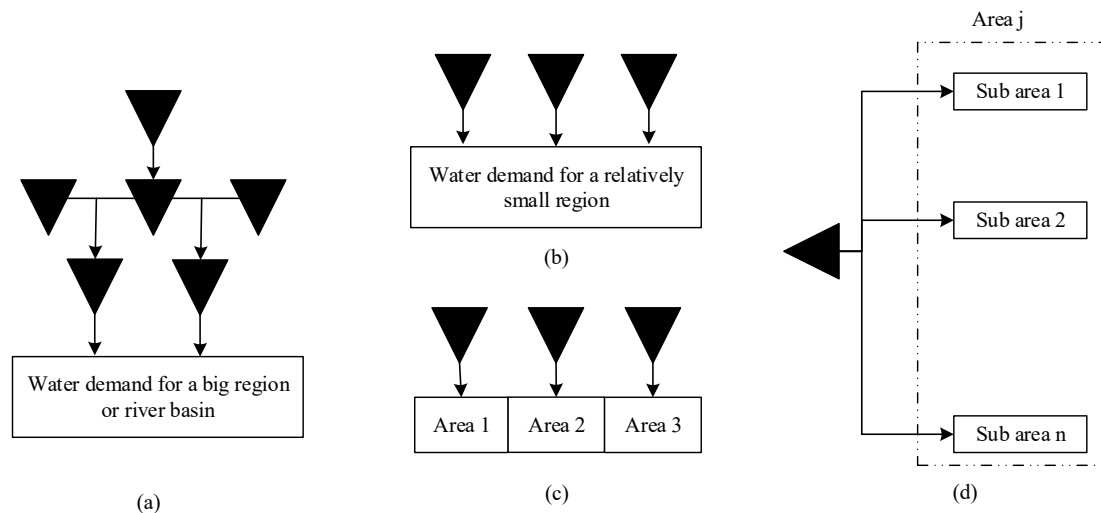 Water demand for a big region
or river basin
(a)
Water demand for a relatively
small region
(b)
Area 1
Area 2
Area 3
(c)
Area j
Sub area 1
Sub area 2
Sub area n
(d)